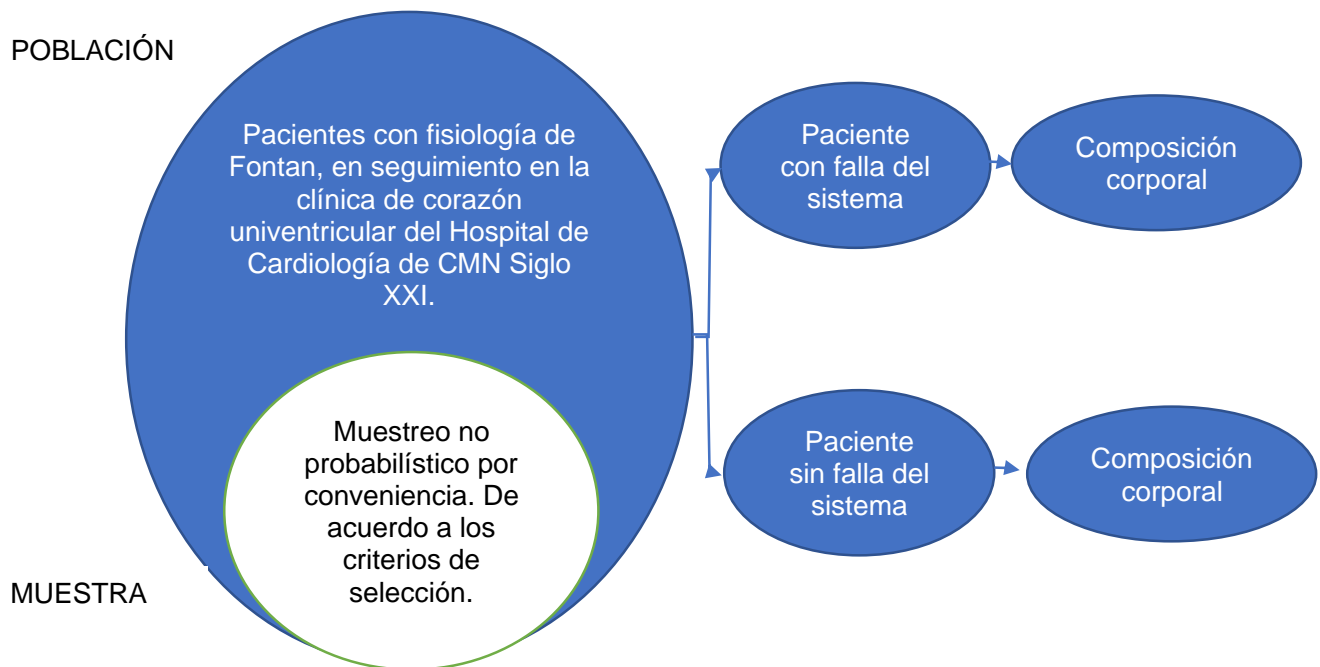 POBLACIÓN
Pacientes con fisiología de
Fontan, en seguimiento en la
clínica de corazón
univentricular del Hospital de
Cardiología de CMN Siglo
XXI.
Muestreo no
probabilístico por
conveniencia. De
acuerdo a los
criterios de
selección.
MUESTRA
Paciente
con falla del
sistema
Composición
corporal
Paciente
sin falla del
sistema
Composición
corporal